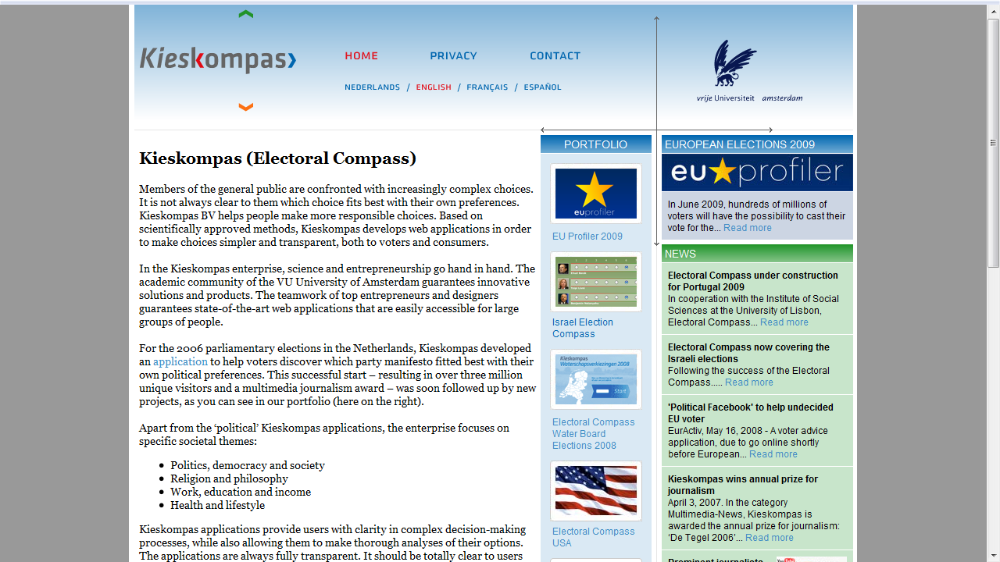 Kieskompas
HOME PRIVACY CONTACT
NEDERLANDS / ENGLISH / FRANÇAIS / ESPAÑOL
vrije Universiteit amsterdam
Kieskompas (Electoral Compass)
Members of the general public are confronted with increasingly complex choices.
It is not always clear to them which choice fits best with their own preferences.
Kieskompas BV helps people make more responsible choices. Based on
scientifically approved methods, Kieskompas develops web applications in order
to make choices simpler and transparent, both to voters and consumers.
In the Kieskompas enterprise, science and entrepreneurship go hand in hand. The
academic community of the VU University of Amsterdam guarantees innovative
solutions and products. The teamwork of top entrepreneurs and designers
guarantees state-of-the-art web applications that are easily accessible for large
groups of people.
For the 2006 parliamentary elections in the Netherlands, Kieskompas developed
an application to help voters discover which party manifesto fitted best with their
own political preferences. This successful start – resulting in over three million
unique visitors and a multimedia journalism award – was soon followed up by new
projects, as you can see in our portfolio (here on the right).
Apart from the ‘political’ Kieskompas applications, the enterprise focuses on
specific societal themes:
Politics, democracy and society
Religion and philosophy
Work, education and income
Health and lifestyle
Kieskompas applications provide users with clarity in complex decision-making
processes, while also allowing them to make thorough analyses of their options.
The applications are always fully transparent. It should be totally clear to users
PORTFOLIO
euprofiler
EU Profiler 2009
Israel Election
Compass
Kieskompas
Waterschapsverkiezingen 2008
Start
Electoral Compass
Water Board
Elections 2008
Electoral Compass
USA
EUROPEAN ELECTIONS 2009
eu profiler
In June 2009, hundreds of millions of
voters will have the possibility to cast their
vote for the... Read more
NEWS
Electoral Compass under construction
for Portugal 2009
In cooperation with the Institute of Social
Sciences at the University of Lisbon,
Electoral Compass... Read more
Electoral Compass now covering the
Israeli elections
Following the success of the Electoral
Compass..... Read more
'Political Facebook' to help undecided
EU voter
EurActiv, May 16, 2008 - A voter advice
application, due to go online shortly
before European... Read more
Kieskompas wins annual prize for
journalism
April 3, 2007. In the category
Multimedia-News, Kieskompas is
awarded the annual prize for journalism:
‘De Tegel 2006’... Read more
Prominent journalists